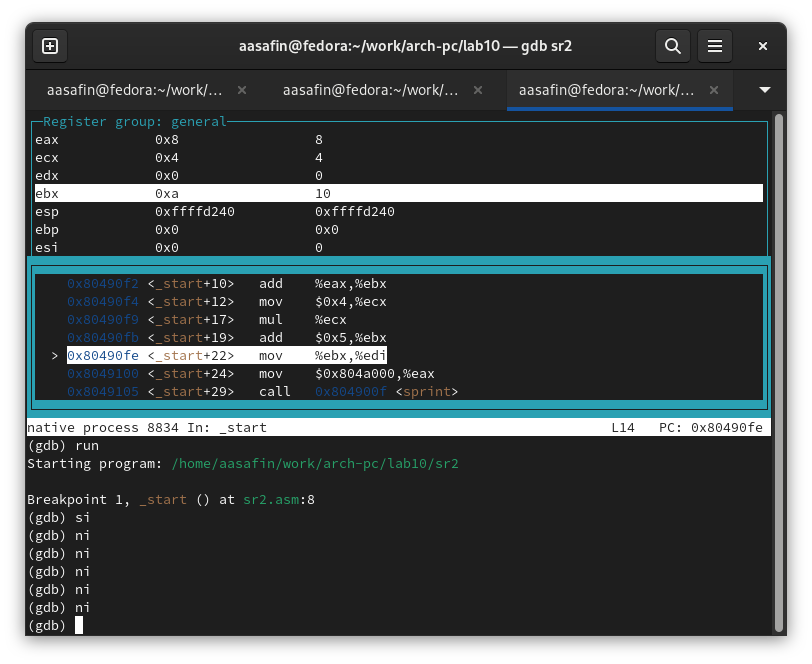 aasafin@fedora:~/work/arch-pc/lab10 — gdb sr2
aasafin@fedora:~/work/... aasafin@fedora:~/work/... aasafin@fedora:~/work/...
Register group: general
eax 0x8 8
ecx 0x4 4
edx 0x0 0
ebx 0xa 10
esp 0xffffd240 0xffffd240
ebp 0x0 0x0
esi 0x0 0
0x80490f2 <_start+10> add %eax,%ebx
0x80490f4 <_start+12> mov $0x4,%ecx
0x80490f9 <_start+17> mul %ecx
0x80490fb <_start+19> add $0x5,%ebx
> 0x80490fe <_start+22> mov %ebx,%edi
0x8049100 <_start+24> mov $0x804a000,%eax
0x8049105 <_start+29> call 0x804900f <sprint>
native process 8834 In: _start L14 PC: 0x80490fe
(gdb) run
Starting program: /home/aasafin/work/arch-pc/lab10/sr2
Breakpoint 1, _start () at sr2.asm:8
(gdb) si
(gdb) ni
(gdb) ni
(gdb) ni
(gdb) ni
(gdb) ni
(gdb)